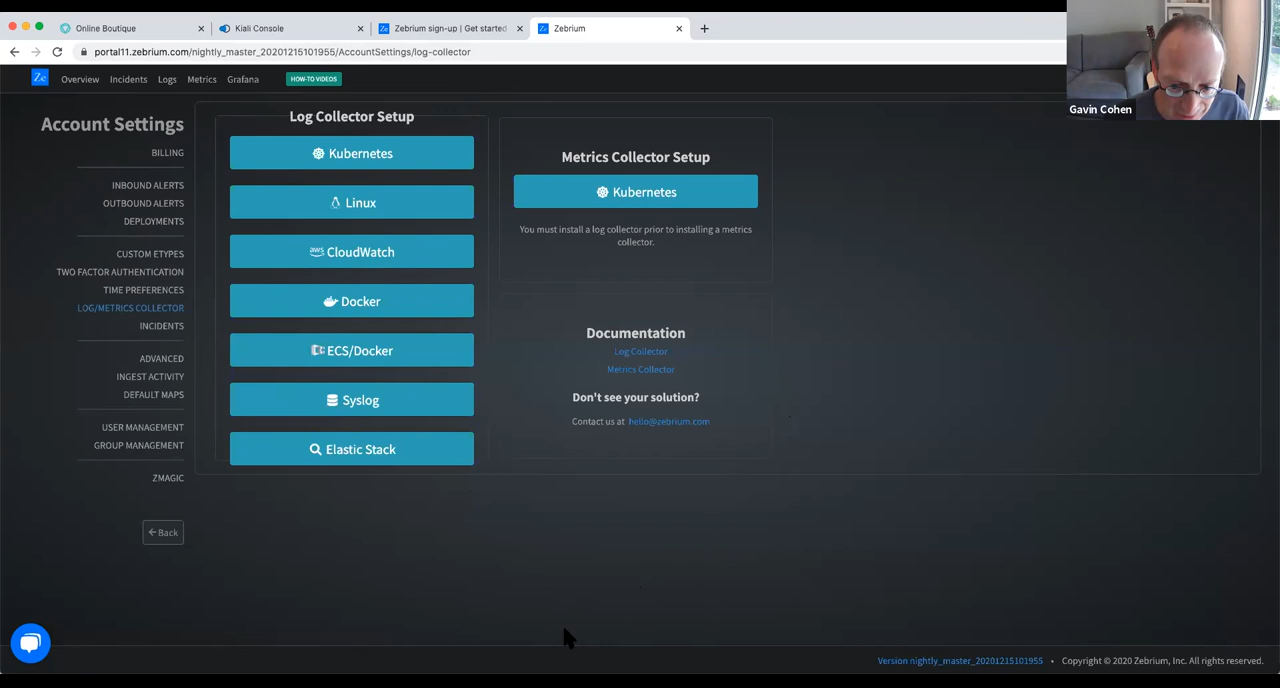 Online Boutique
Kiali Console
Zebrium sign-up | Get started
Zebrium
portal11.zebrium.com/nightly_master_20201215101955/AccountSettings/log-collector
Ze
Overview
Incidents
Logs
Metrics
Grafana
HOW-TO VIDEOS
Gavin Cohen
Account Settings
BILLING
INBOUND ALERTS
OUTBOUND ALERTS
DEPLOYMENTS
CUSTOM ETYPES
TWO FACTOR AUTHENTICATION
TIME PREFERENCES
LOG/METRICS COLLECTOR
INCIDENTS
ADVANCED
INGEST ACTIVITY
DEFAULT MAPS
USER MANAGEMENT
GROUP MANAGEMENT
ZMAGIC
Back
Log Collector Setup
Kubernetes
Linux
aws CloudWatch
Docker
ECS/Docker
Syslog
Elastic Stack
Metrics Collector Setup
Kubernetes
You must install a log collector prior to installing a metrics
collector.
Documentation
Log Collector
Metrics Collector
Don't see your solution?
Contact us at hello@zebrium.com
Version nightly_master_20201215101955 • Copyright © 2020 Zebrium, Inc. All rights reserved.